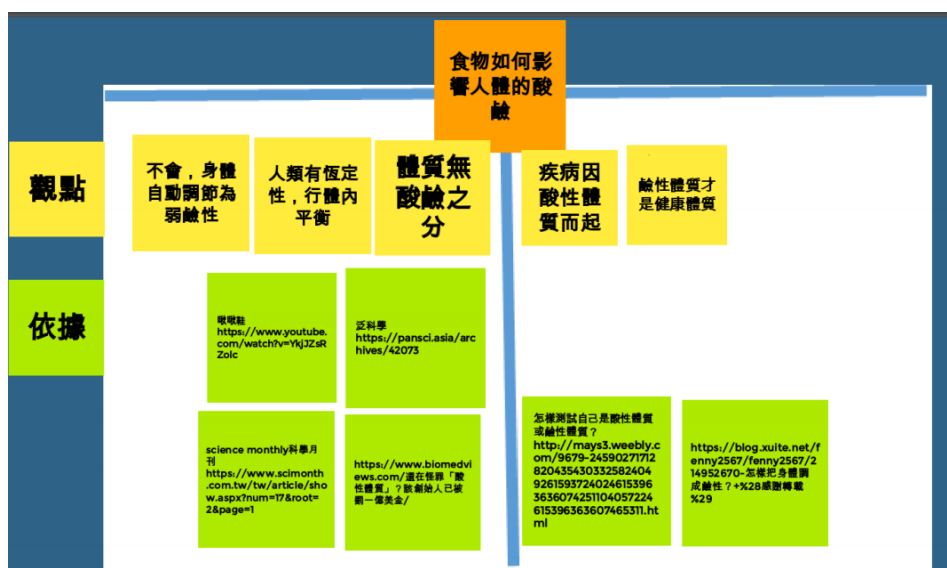 食物如何影
響人體的酸
鹼
觀點
不會，身體
自動調節為
弱鹼性
人類有恆定
性，行體內
平衡
體質無
酸鹼之
分
疾病因
酸性體
質而起
鹼性體質才
是健康體質
依據
啾啾鞋
https://www.youtube.
com/watch?v=YkjJZsR
Zolc
泛科學
https://pansci.asia/arc
hives/42073
science monthly科學月
刊
https://www.scimonth
.com.tw/tw/article/sho
w.aspx?num=17&root=
2&page=1
https://www.biomedvi
ews.com/還在怪罪「酸
性體質」？該創始人已被
罰一億美金/
怎樣測試自己是酸性體質
或鹼性體質？
http://mays3.weebly.c
om/9679-24590271712
820435430332582404
9261593724024615396
3636074251104057224
615396363607465311.ht
ml
https://blog.xuite.net/f
enny2567/fenny2567/2
14952670-怎樣把身體調
成鹼性？+%28感謝轉載
%29